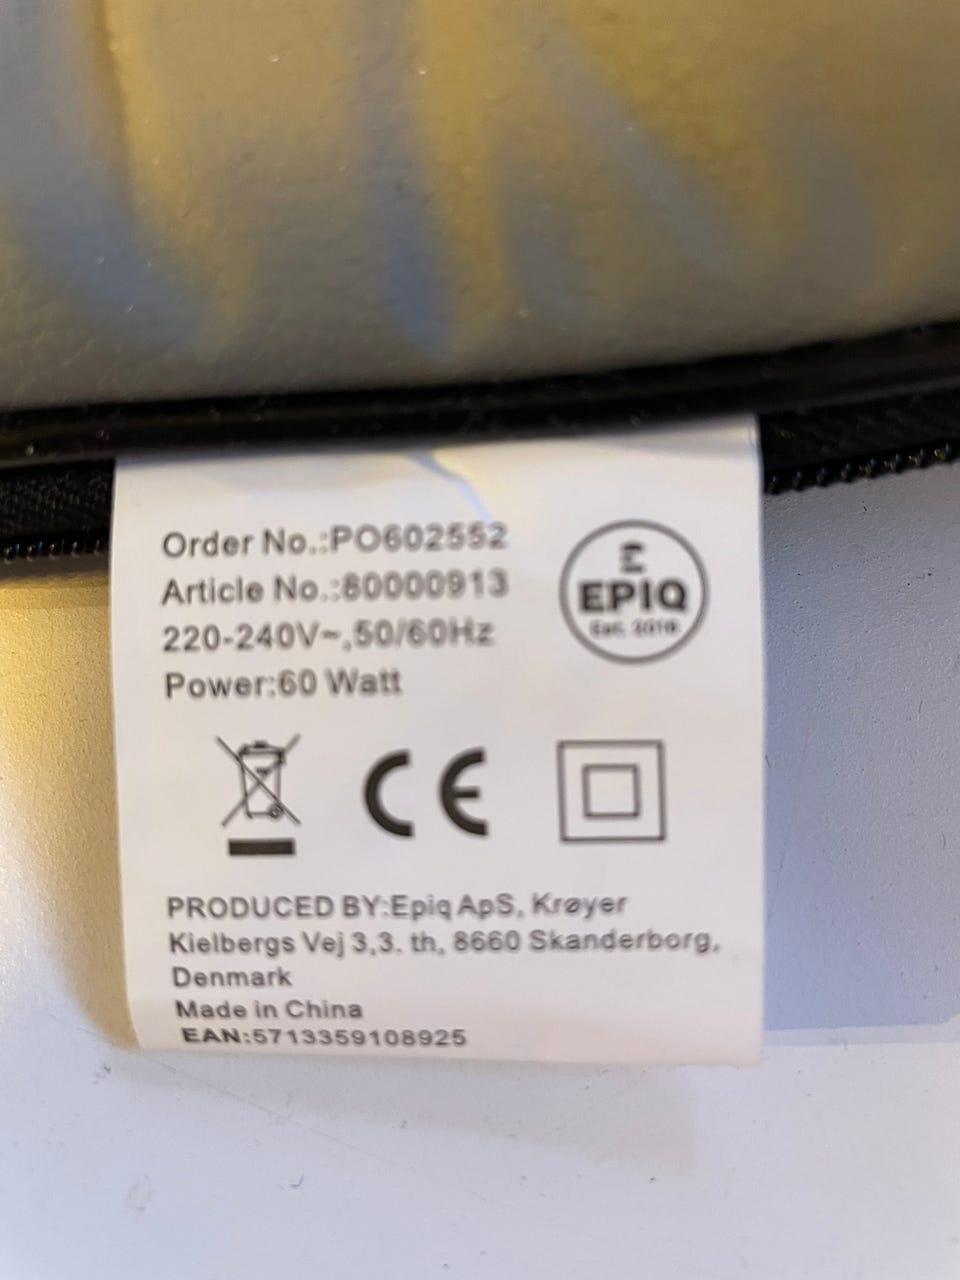 Order No.:PO602552
Article No.:80000913
220-240V~,50/60Hz
Power:60 Watt
EPIQ
Est. 2019
CE
PRODUCED BY:Epiq ApS, Krøyer
Kielbergs Vej 3,3. th, 8660 Skanderborg,
Denmark
Made in China
EAN:5713359108925